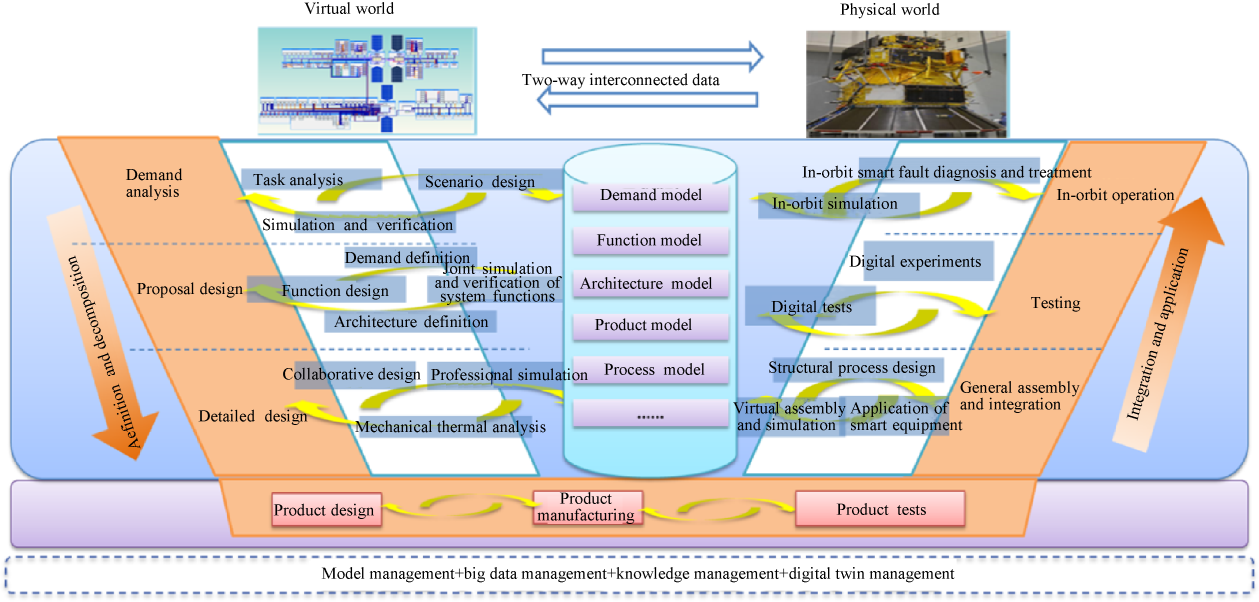 Virtual world
Physical world
Two-way interconnected data
Demand
analysis
Task analysis
Scenario design
Simulation and verification
Demand definition
Proposal design
Function design
Joint simulation
and verification of
system functions
Architecture definition
Collaborative design
Professional simulation
Detailed design
Mechanical thermal analysis
Aefinition and decomposition
Demand model
Function model
Architecture model
Product model
Process model
......
In-orbit smart fault diagnosis and treatment
In-orbit simulation
In-orbit operation
Digital experiments
Digital tests
Testing
Structural process design
Virtual assembly
and simulation
Application of
smart equipment
General assembly
and integration
Integration and application
Product design
Product
manufacturing
Product tests
Model management+big data management+knowledge management+digital twin management